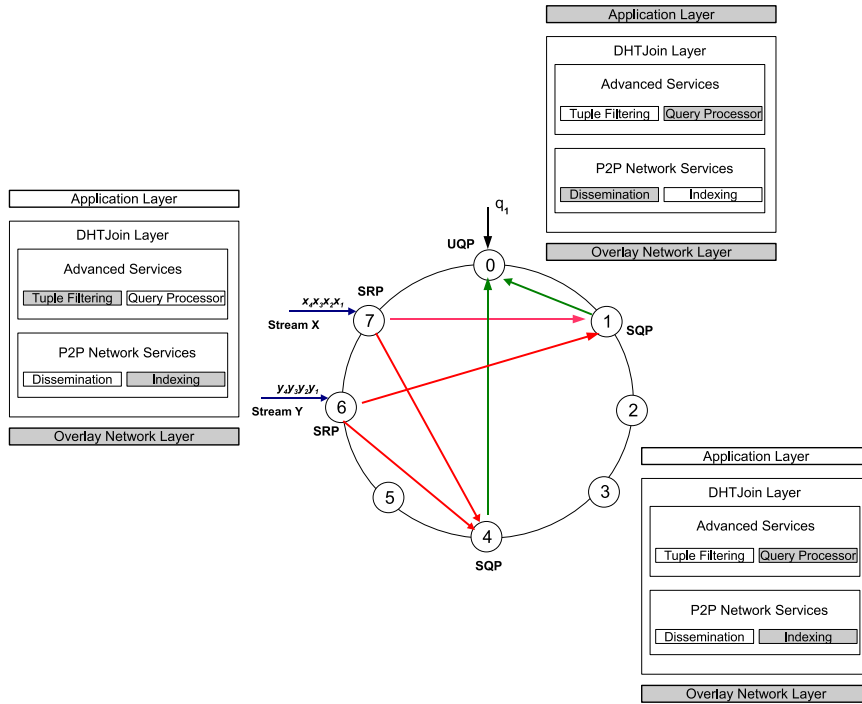 Application Layer
DHTJoin Layer
Advanced Services
Tuple Filtering Query Processor
P2P Network Services
Dissemination Indexing
Overlay Network Layer
Application Layer
DHTJoin Layer
Advanced Services
Tuple Filtering Query Processor
P2P Network Services
Dissemination Indexing
Overlay Network Layer
q1
UQP
0
SRP
x4x3x2x1
7
Stream X
1
SQP
y4y3y2y1
6
Stream Y
SRP
2
5
3
4
SQP
Application Layer
DHTJoin Layer
Advanced Services
Tuple Filtering Query Processor
P2P Network Services
Dissemination Indexing
Overlay Network Layer